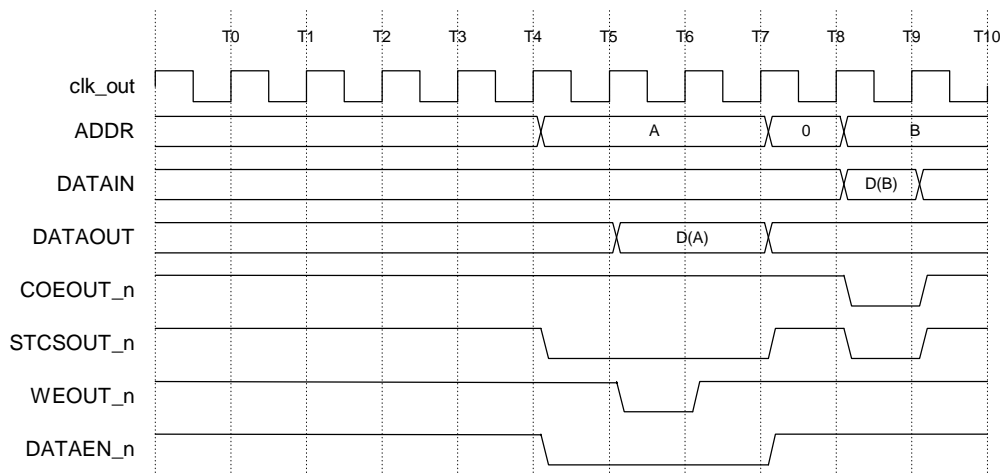 T0 T1 T2 T3 T4 T5 T6 T7 T8 T9 T10
clk_out
ADDR A 0 B
DATAIN D(B)
DATAOUT D(A)
COEOUT_n
STCSOUT_n
WEOUT_n
DATAEN_n